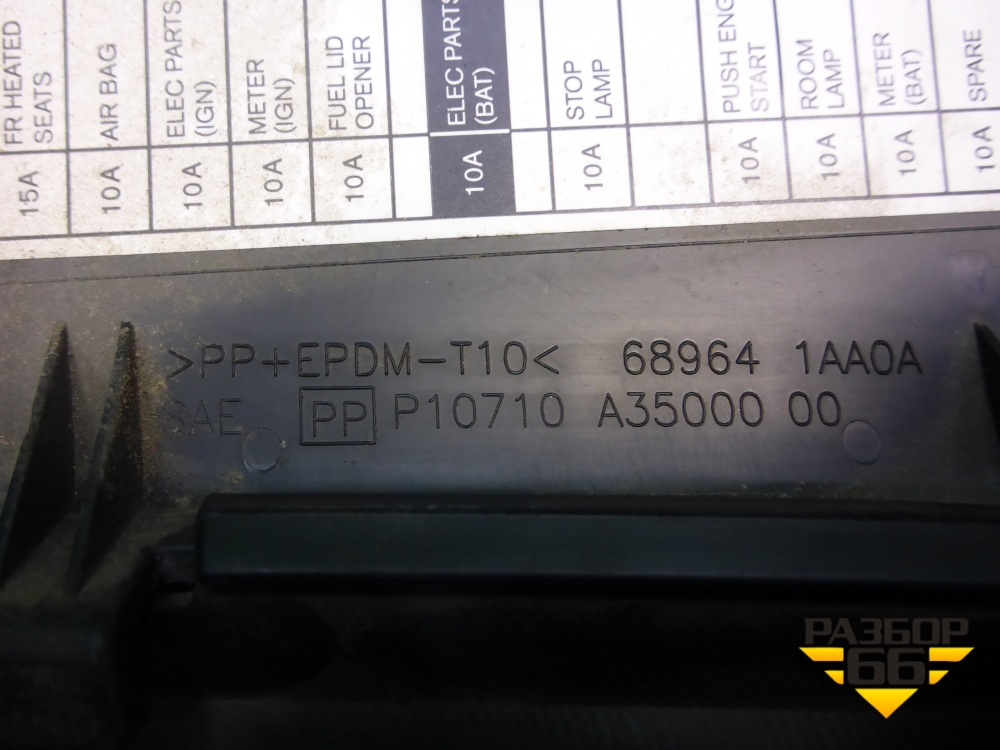 FR HEATED
SEATS
15A
AIR BAG
10A
ELEC PARTS
(IGN)
10A
METER
(IGN)
10A
FUEL LID
OPENER
10A
ELEC PARTS
(BAT)
10A
STOP
LAMP
10A
PUSH ENG
START
10A
ROOM
LAMP
10A
METER
(BAT)
10A
SPARE
10A
>PP+EPDM-T10< 68964 1AA0A
SAE PP P10710 A35000 00
РАЗБОР
66